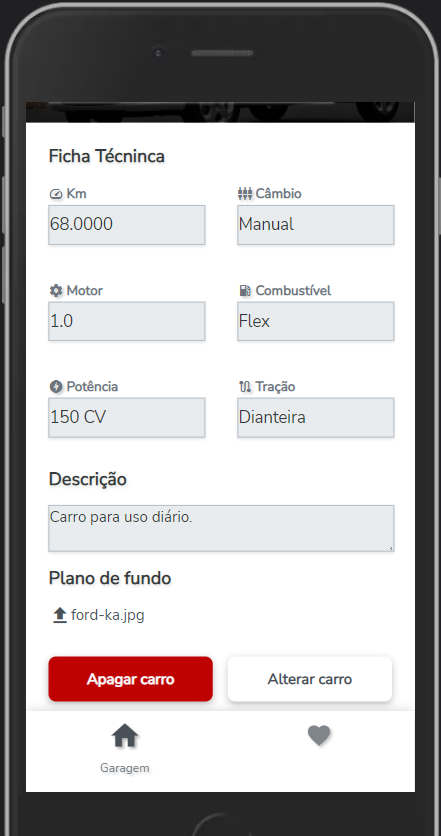 Ficha Técninca
Km Câmbio
68.0000 Manual
Motor Combustível
1.0 Flex
Potência Tração
150 CV Dianteira
Descrição
Carro para uso diário.
Plano de fundo
ford-ka.jpg
Apagar carro Alterar carro
Garagem